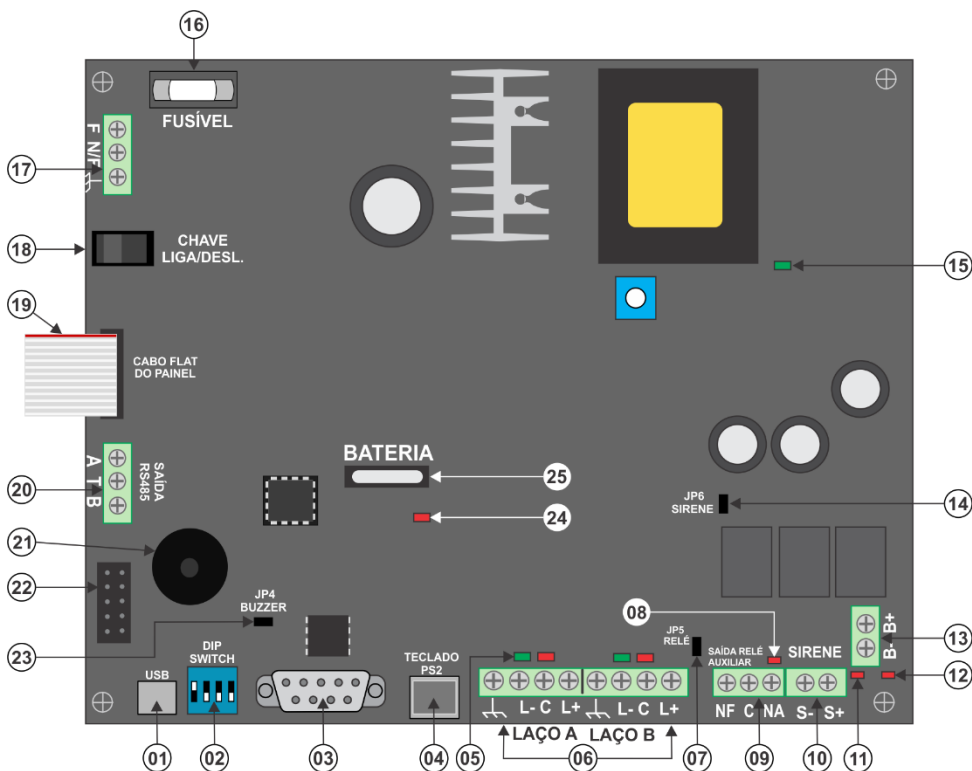 16
FUSÍVEL
F N/F
17
18
CHAVE
LIGA/DESL.
15
19
CABO FLAT
DO PAINEL
BATERIA
25
24
A T B
SAÍDA
RS485
20
JP6
SIRENE
14
21
22
JP4
BUZZER
23
08
JP5
RELÉ
SAÍDA RELÉ
AUXILIAR
SIRENE
B- B+
13
12
USB
DIP
SWITCH
TECLADO
PS2
L- C L+
L- C L+
NF C NA
S- S+
LAÇO A
LAÇO B
01
02
03
04
05
06
07
09
10
11